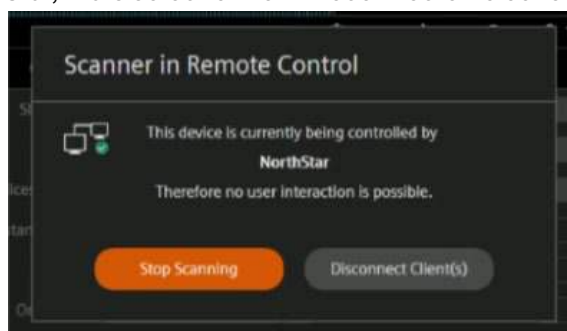 Scanner in Remote Control
This device is currently being controlled by
NorthStar
Therefore no user interaction is possible.
Stop Scanning
Disconnect Client(s)